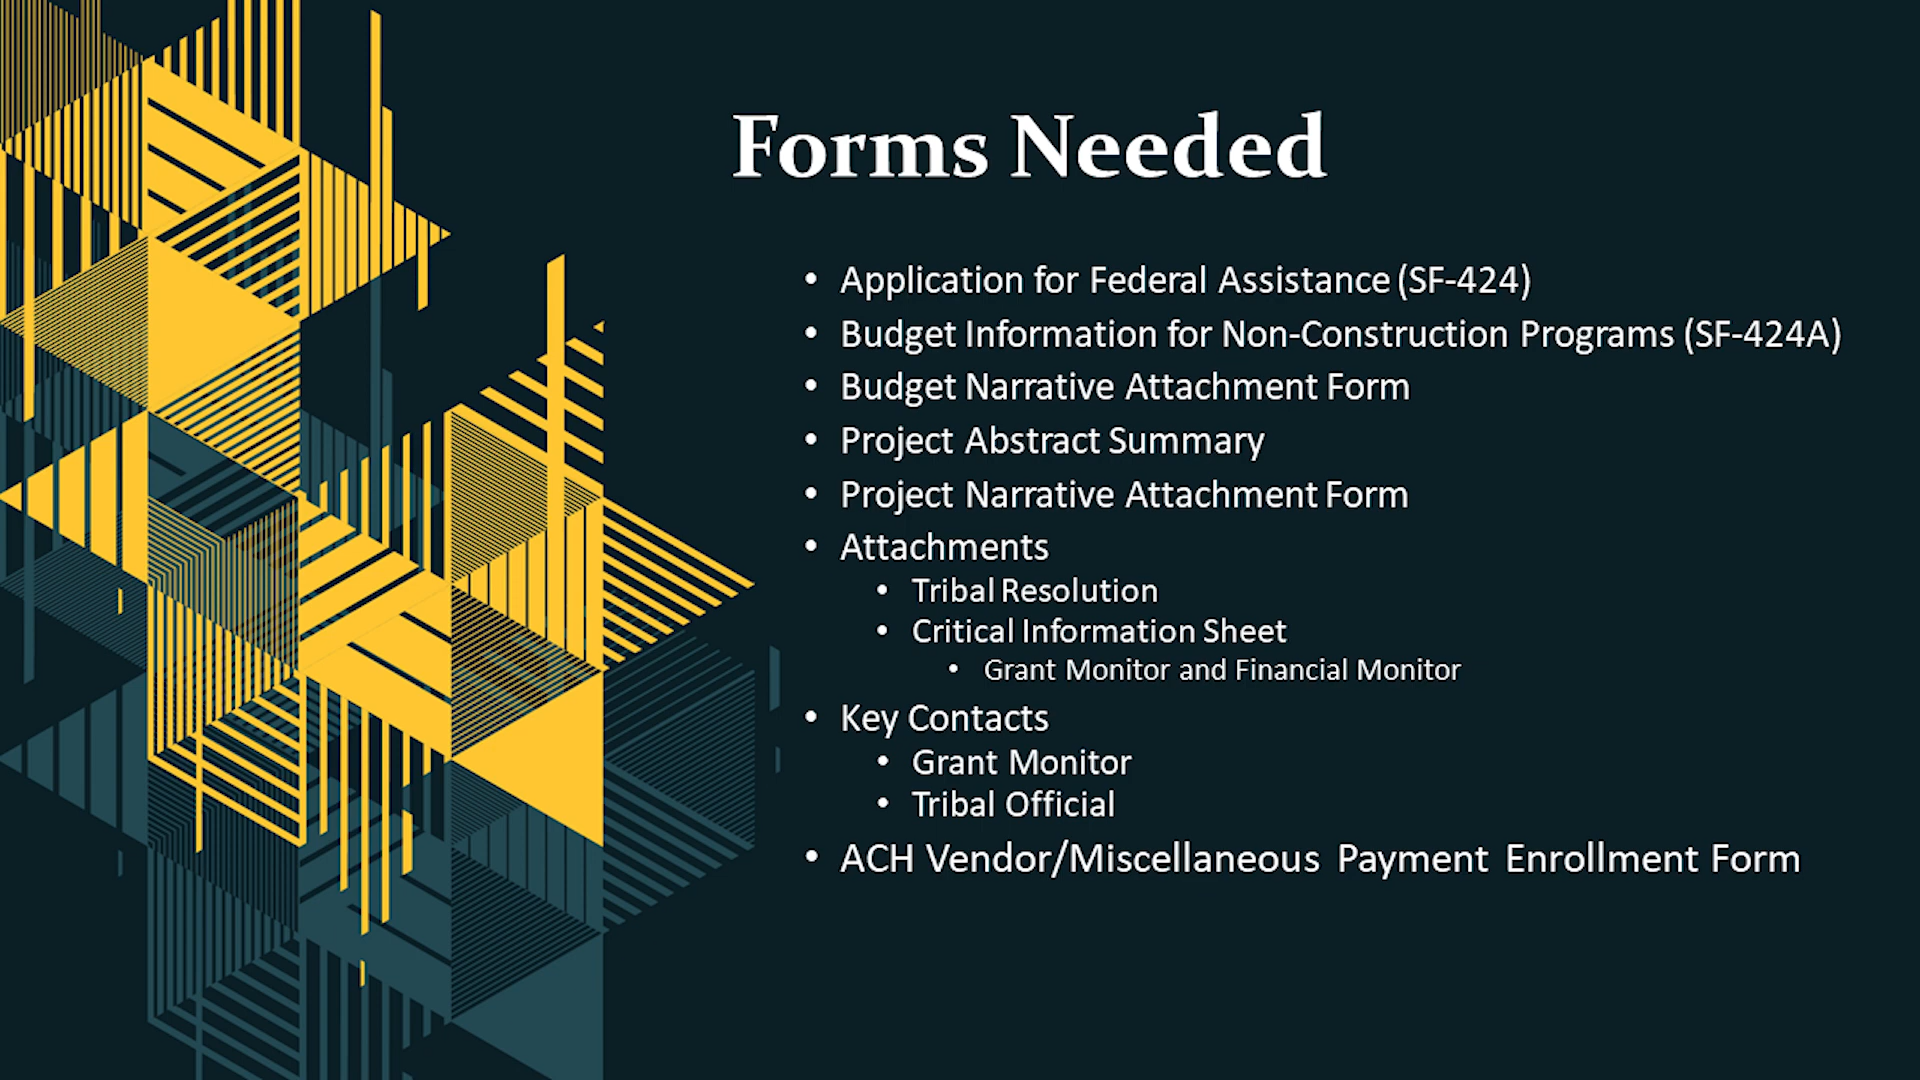 Forms Needed
• Application for Federal Assistance (SF-424)
• Budget Information for Non-Construction Programs (SF-424A)
• Budget Narrative Attachment Form
• Project Abstract Summary
• Project Narrative Attachment Form
• Attachments
• Tribal Resolution
• Critical Information Sheet
• Grant Monitor and Financial Monitor
• Key Contacts
• Grant Monitor
• Tribal Official
• ACH Vendor/Miscellaneous Payment Enrollment Form